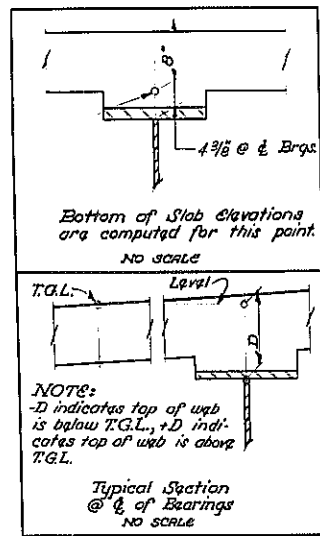 8"
4 3/8" @ ℄ Brgs.
Bottom of Slab Elevations
are computed for this point.
NO SCALE
T.G.L.
Level
D
NOTE:
-D indicates top of web
is below T.G.L., +D indi-
cates top of web is above
T.G.L.
Typical Section
@ ℄ of Bearings
NO SCALE